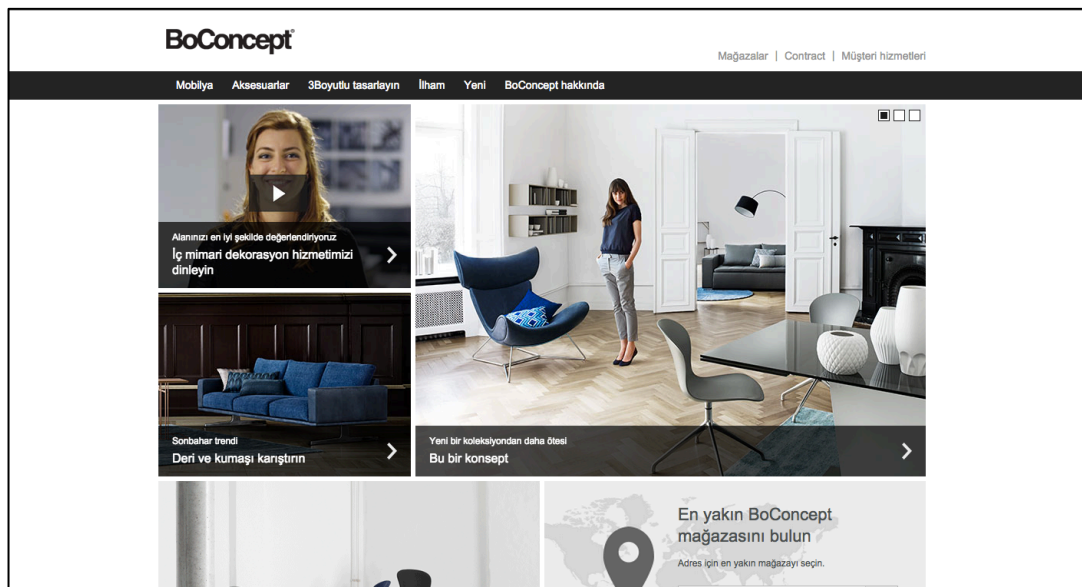 BoConcept®
Mağazalar | Contract | Müşteri hizmetleri
Mobilya Aksesuarlar 3Boyutlu tasarlayın İlham Yeni BoConcept hakkında
Alanınızı en iyi şekilde değerlendiriyoruz
İç mimari dekorasyon hizmetimizi
dinleyin
Sonbahar trendi
Deri ve kumaşı karıştırın
Yeni bir koleksiyondan daha ötesi
Bu bir konsept
En yakın BoConcept
mağazasını bulun
Adres için en yakın mağazayı seçin.